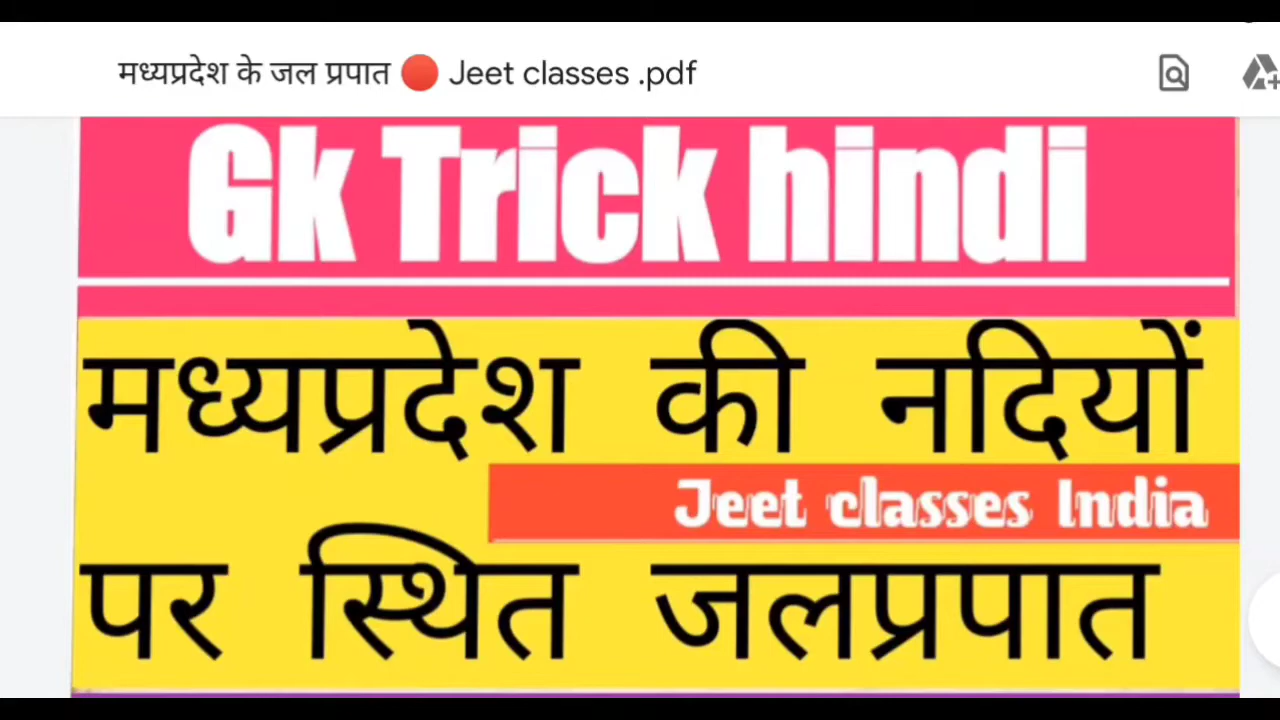 मध्यप्रदेश के जल प्रपात 🔴 Jeet classes .pdf
Gk Trick hindi
मध्यप्रदेश की नदियों
Jeet classes India
पर स्थित जलप्रपात